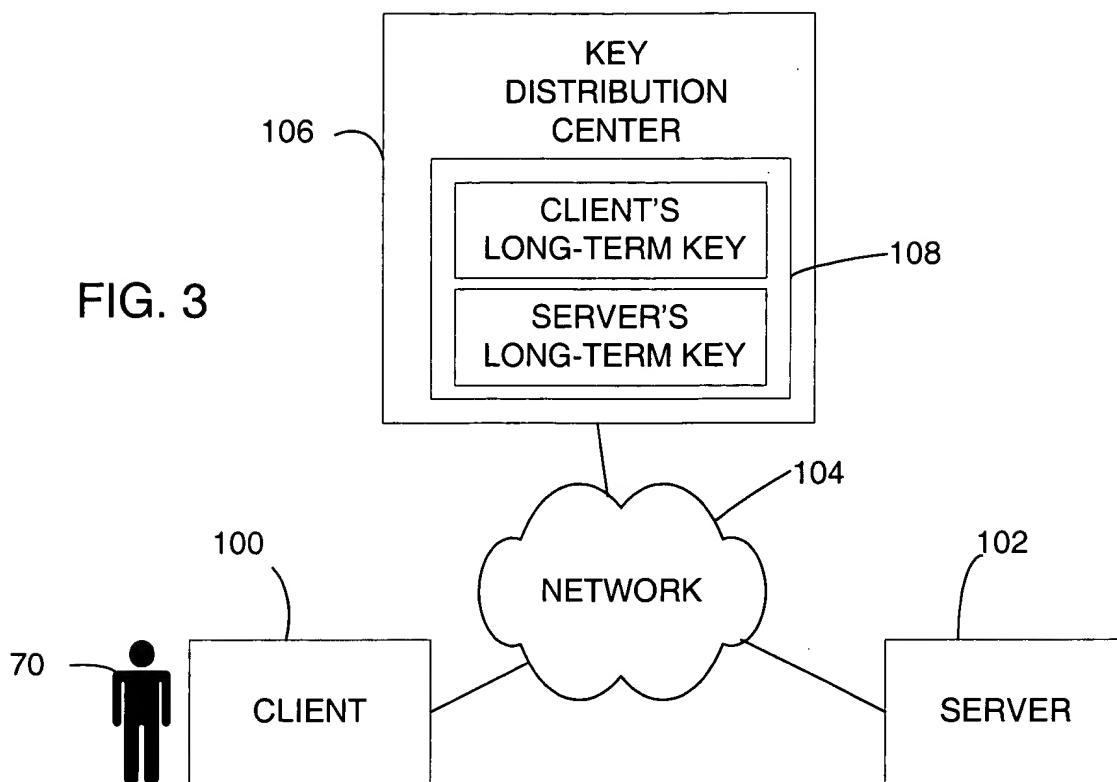 KEY
DISTRIBUTION
CENTER
106
CLIENT'S
LONG-TERM KEY
108
FIG. 3
SERVER'S
LONG-TERM KEY
104
100
102
NETWORK
70
CLIENT
SERVER